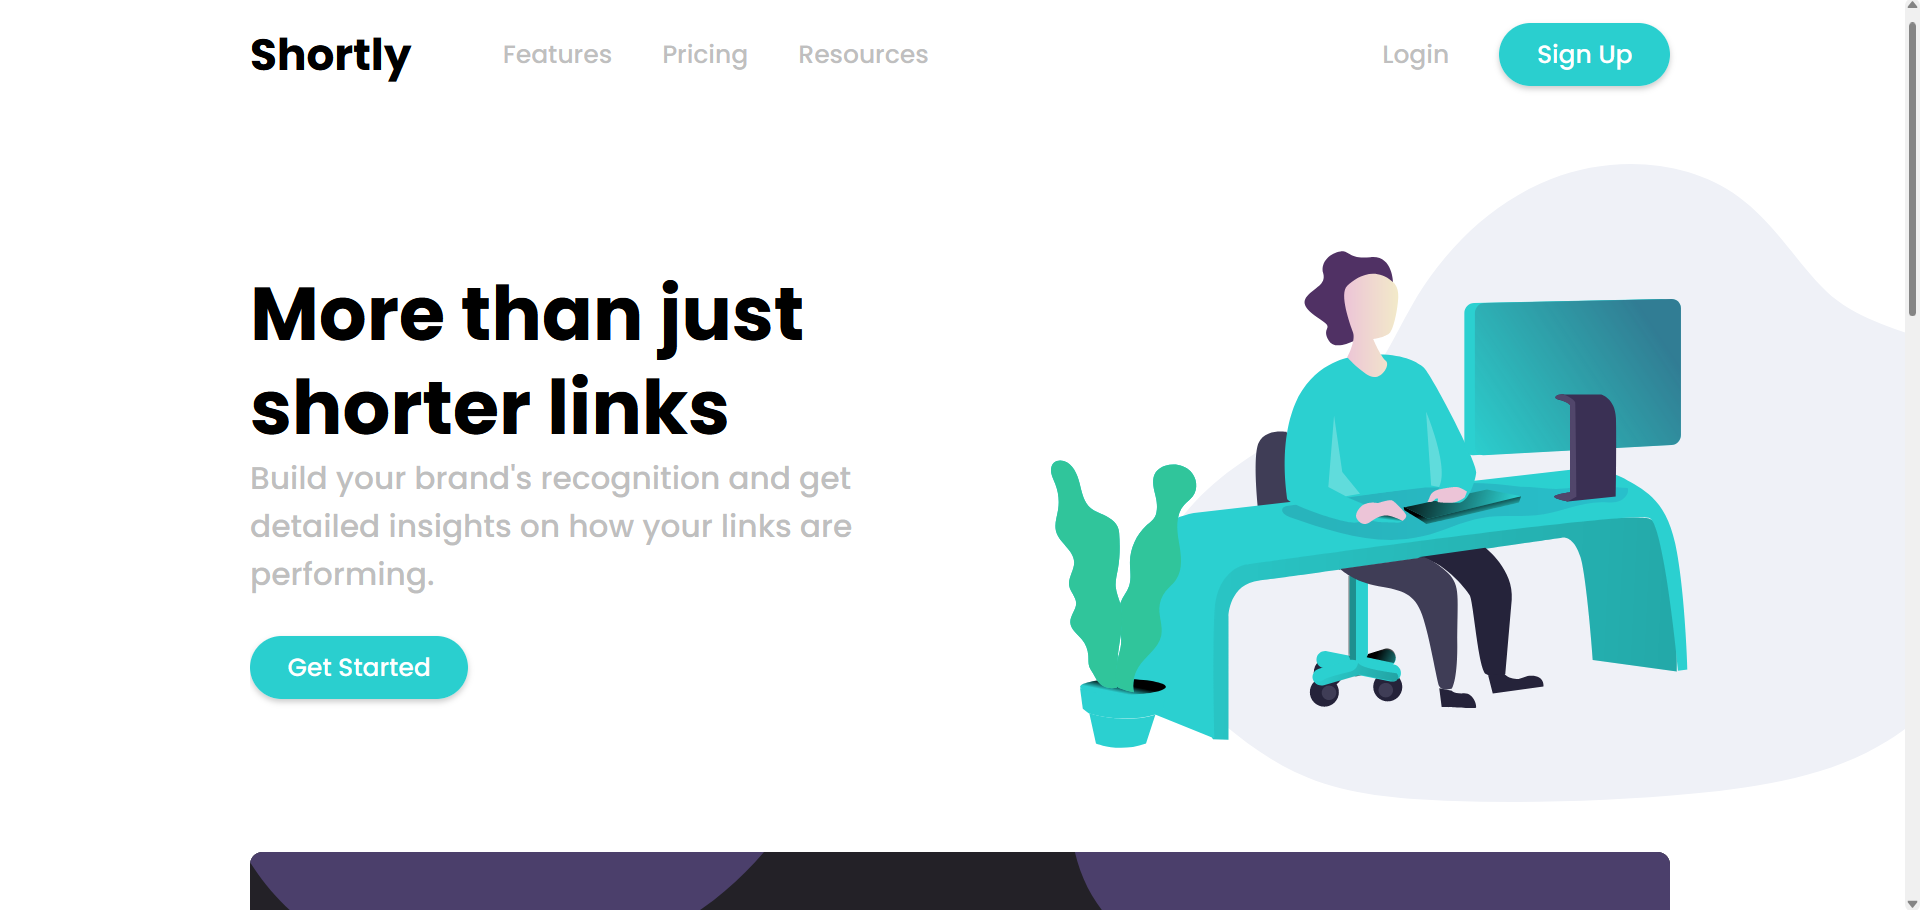 Shortly
Features
Pricing
Resources
Login
Sign Up
More than just
shorter links
Build your brand's recognition and get
detailed insights on how your links are
performing.
Get Started